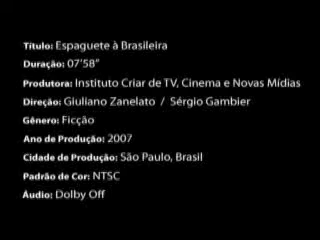 Título: Espaguete à Brasileira
Duração: 07'58"
Produtora: Instituto Criar de TV, Cinema e Novas Mídias
Direção: Giuliano Zanelato / Sérgio Gambier
Gênero: Ficção
Ano de Produção: 2007
Cidade de Produção: São Paulo, Brasil
Padrão de Cor: NTSC
Áudio: Dolby Off